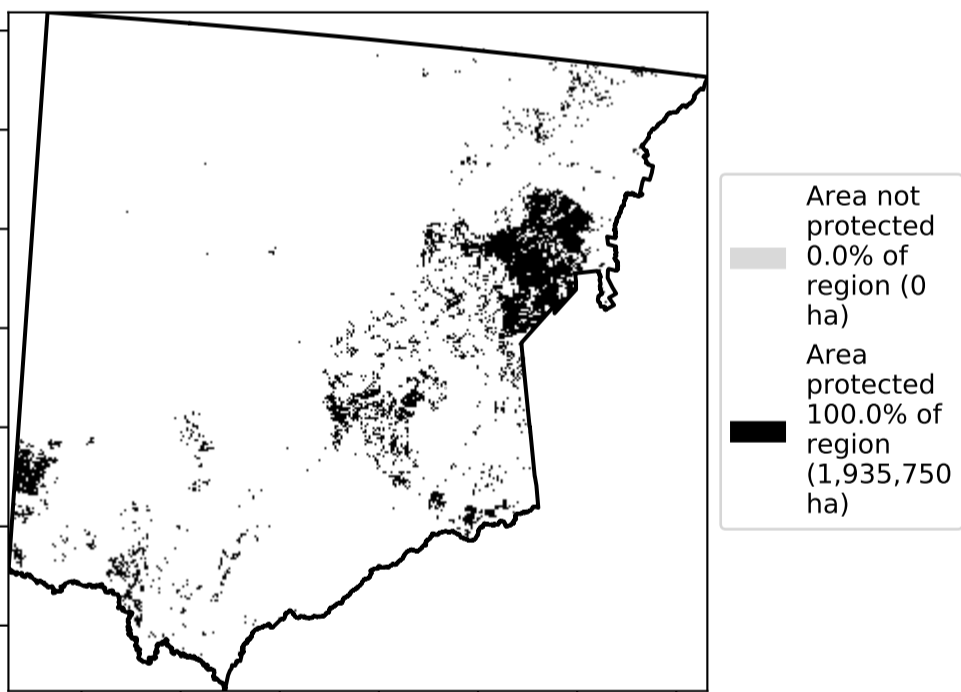 Area not
protected
0.0% of
region (0
ha)
Area
protected
100.0% of
region
(1,935,750
ha)